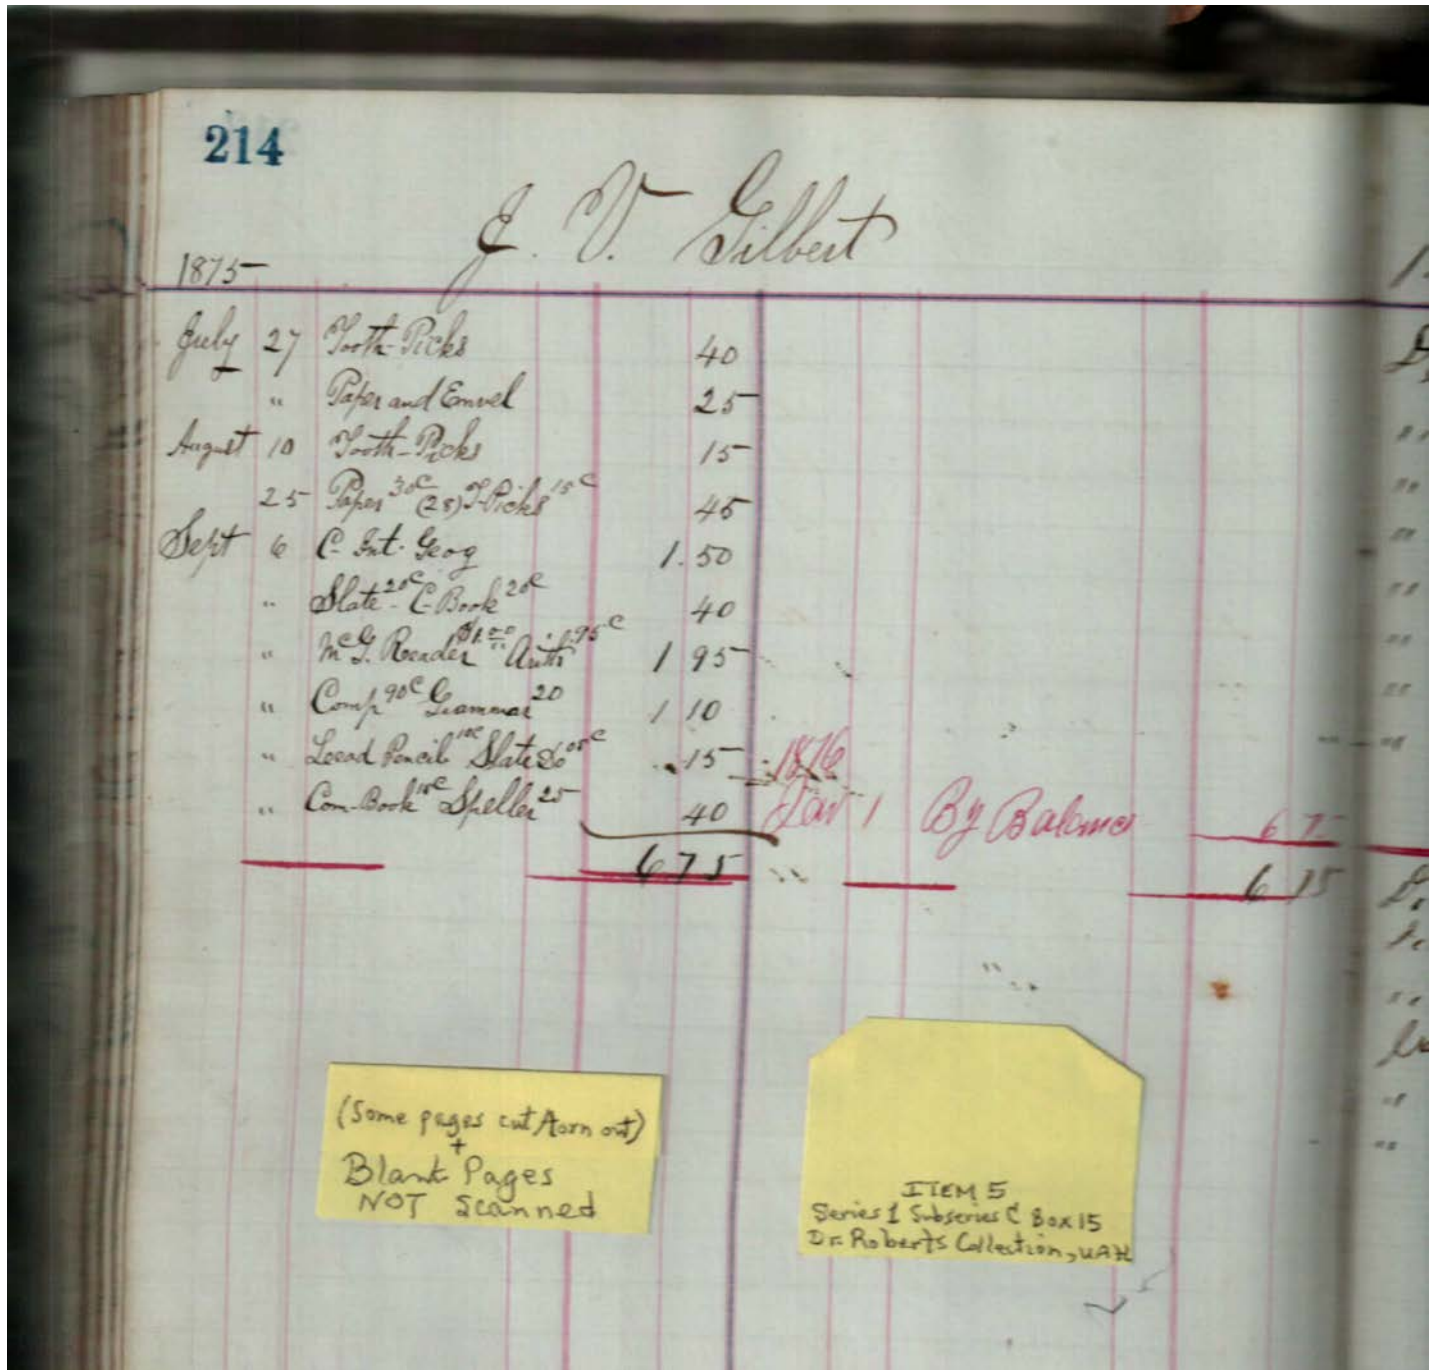 214
J. V. Gilbert
1875
July 27 Tooth-Picks 40
" Paper and Envel 25
August 10 Tooth-Picks 15
25 Paper 30c (28) T-Picks 15c 45
Sept 6 C- Int. Geog 1.50
" Slate 20c - C-Book 20c 40
" McG. Reader $1.00 Arith 95c 1 95
" Comp 90c Grammar 20 1 10
" Leead Pencil 10c Slate Do 05c 15
1876
" Com-Book 15c Speller 25 40 Jan 1 By Balance 6 75
6 75 6 75
(Some pages cut/torn out)
+
Blank Pages
NOT Scanned
ITEM 5
Series 1 Subseries C Box 15
Dr. Roberts Collection, UAH